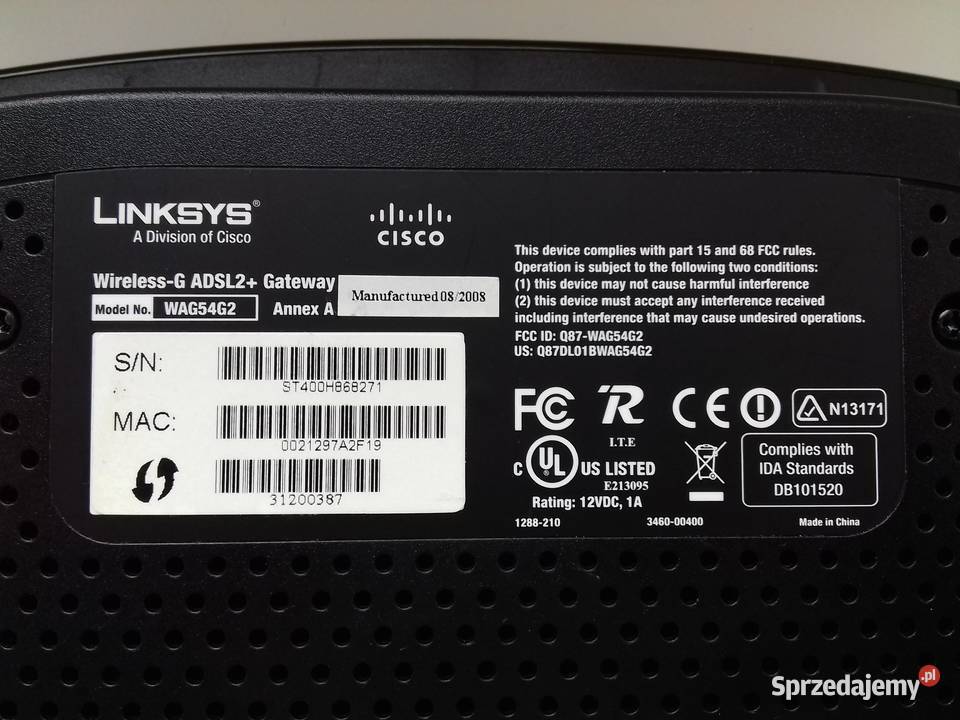 LINKSYS®
A Division of Cisco
CISCO
Wireless-G ADSL2+ Gateway
Model No. WAG54G2 Annex A
Manufactured 08/2008
S/N:
ST400H868271
MAC:
0021297A2F19
31200387
This device complies with part 15 and 68 FCC rules.
Operation is subject to the following two conditions:
(1) this device may not cause harmful interference
(2) this device must accept any interference received
including interference that may cause undesired operations.
FCC ID: Q87-WAG54G2
US: Q87DL01BWAG54G2
FC I.T.E CE N13171
C UL US LISTED
E213095
Complies with
IDA Standards
DB101520
Rating: 12VDC, 1A
1288-210 3460-00400 Made in China
Sprzedajemy.pl